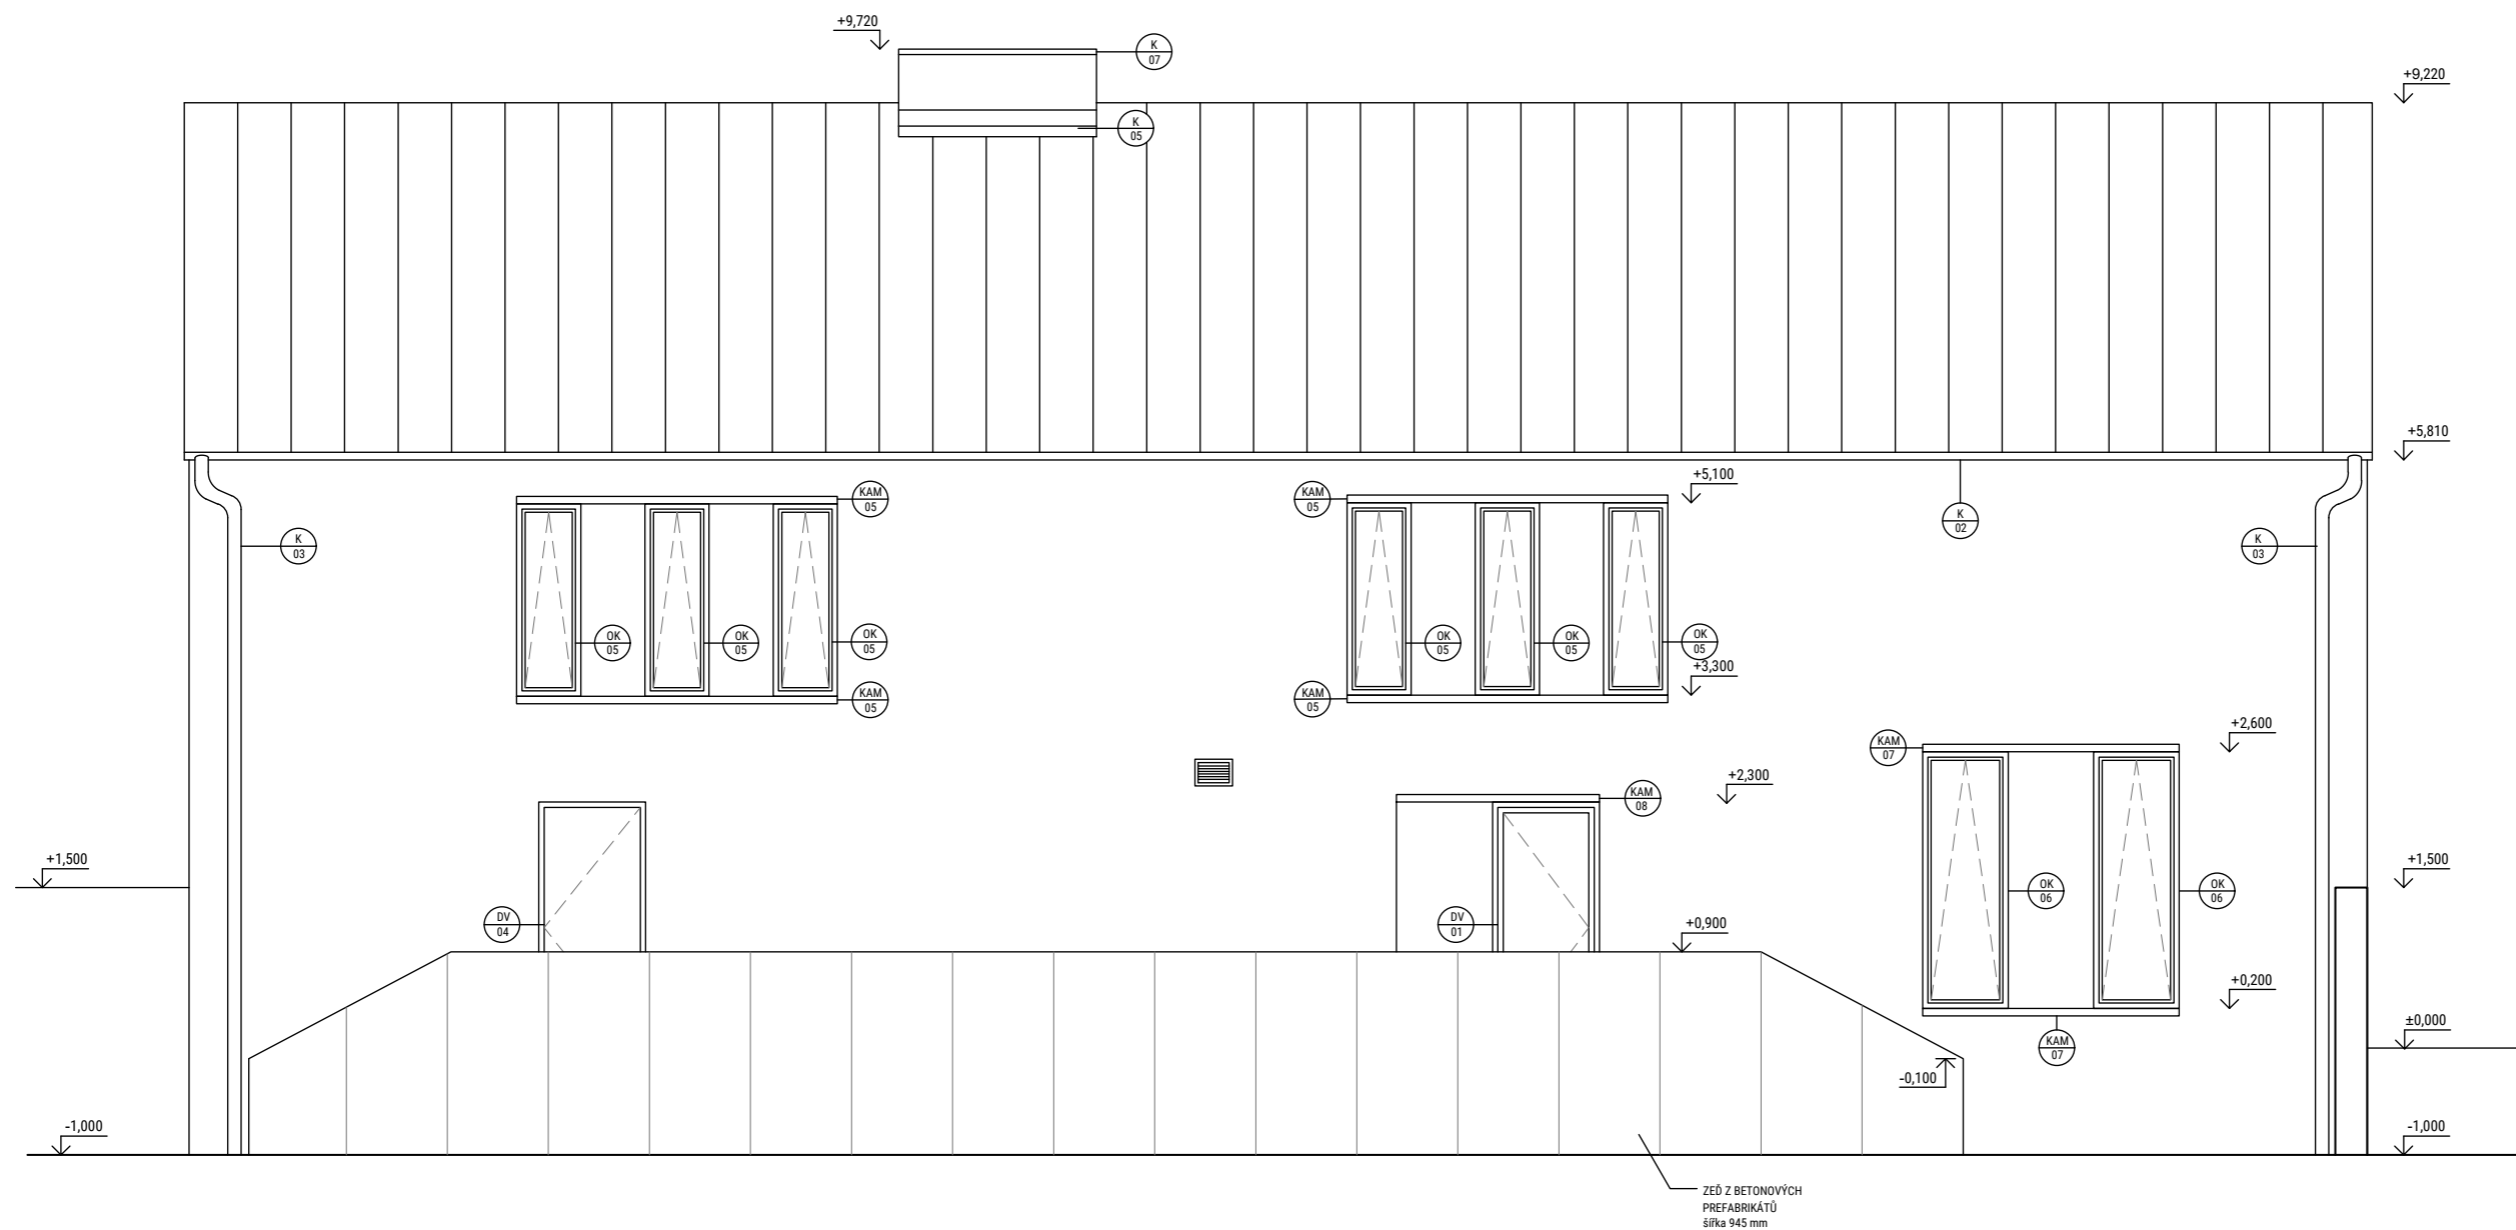 +9,720
K
07
+9,220
K
05
+5,810
+5,100
KAM
05
KAM
05
K
02
K
03
K
03
OK
05
OK
05
OK
05
OK
05
OK
05
OK
05
+3,300
KAM
05
KAM
05
+2,600
KAM
07
+2,300
KAM
08
+1,500
+1,500
OK
06
OK
06
DV
04
DV
01
+0,900
+0,200
±0,000
KAM
07
-0,100
-1,000
-1,000
ZEĎ Z BETONOVÝCH
PREFABRIKÁTŮ
šířka 945 mm